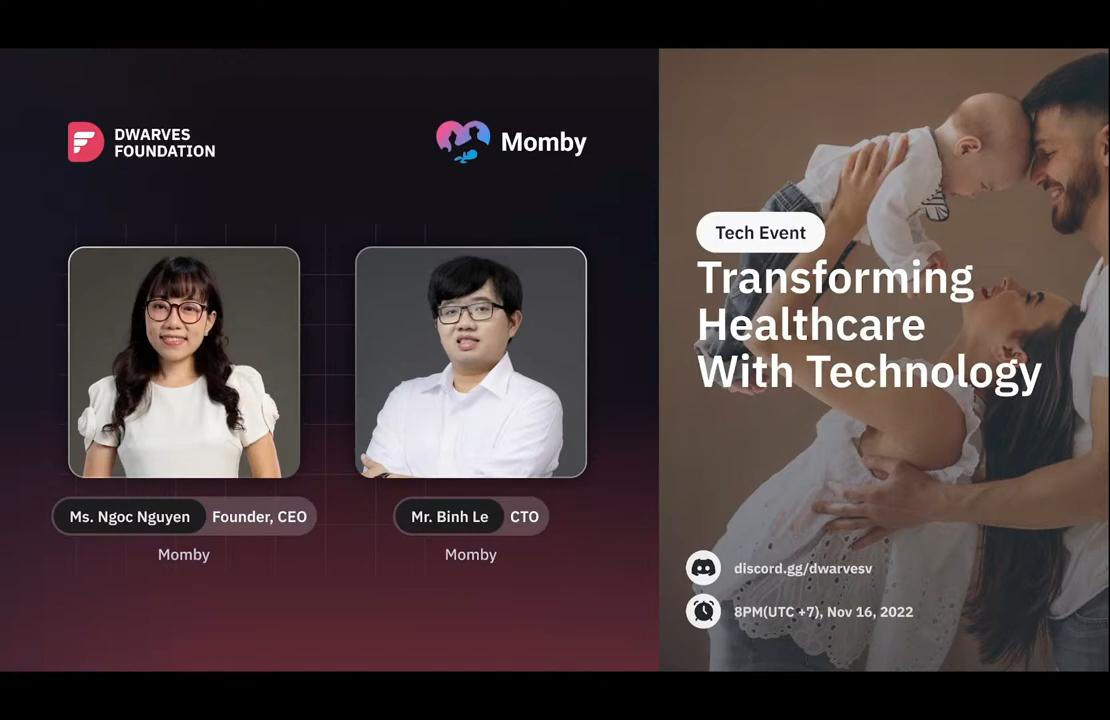 DWARVES
FOUNDATION
Momby
Ms. Ngoc Nguyen Founder, CEO
Momby
Mr. Binh Le CTO
Momby
Tech Event
Transforming
Healthcare
With Technology
discord.gg/dwarvesv
8PM(UTC +7), Nov 16, 2022